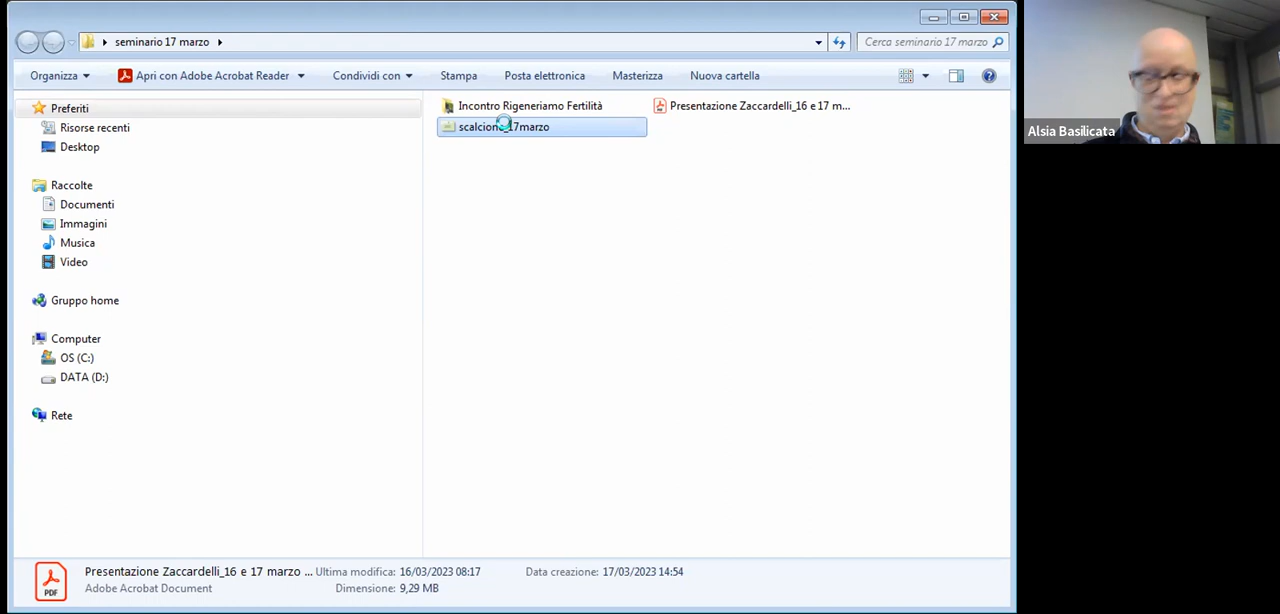 seminario 17 marzo
Cerca seminario 17 marzo
Organizza
Apri con Adobe Acrobat Reader
Condividi con
Stampa
Posta elettronica
Masterizza
Nuova cartella
Preferiti
Risorse recenti
Desktop
Raccolte
Documenti
Immagini
Musica
Video
Gruppo home
Computer
OS (C:)
DATA (D:)
Rete
Incontro Rigeneriamo Fertilità
Presentazione Zaccardelli_16 e 17 m...
scalcione_17marzo
Presentazione Zaccardelli_16 e 17 marzo ... Ultima modifica: 16/03/2023 08:17 Data creazione: 17/03/2023 14:54
Adobe Acrobat Document Dimensione: 9,29 MB
PDF
Alsia Basilicata